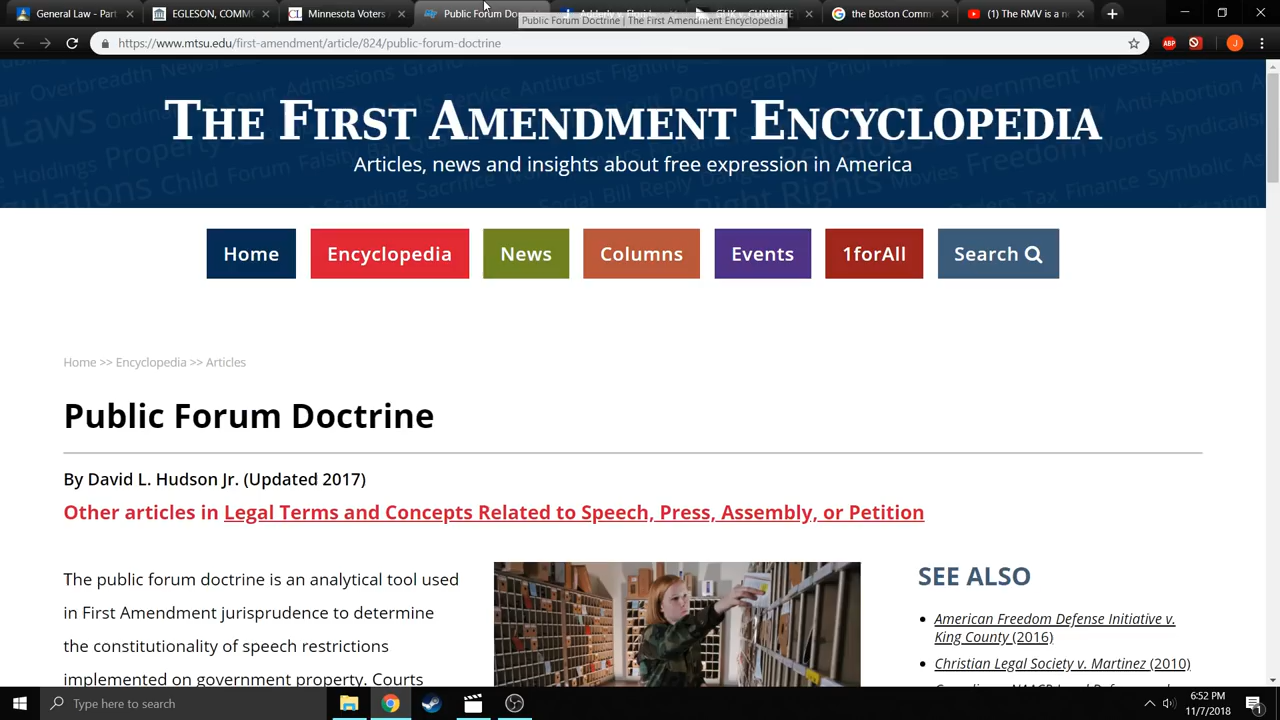 General Law - Part
EGLESON, COMM
Minnesota Voters
Public Forum Do
Adderly v. Florida
GLIK v. CUNNIFFE
the Boston Comm
(1) The RMV is a n
Public Forum Doctrine | The First Amendment Encyclopedia
https://www.mtsu.edu/first-amendment/article/824/public-forum-doctrine
ABP
J
THE FIRST AMENDMENT ENCYCLOPEDIA
Articles, news and insights about free expression in America
Home
Encyclopedia
News
Columns
Events
1forAll
Search
Home >> Encyclopedia >> Articles
Public Forum Doctrine
By David L. Hudson Jr. (Updated 2017)
Other articles in Legal Terms and Concepts Related to Speech, Press, Assembly, or Petition
The public forum doctrine is an analytical tool used
in First Amendment jurisprudence to determine
the constitutionality of speech restrictions
implemented on government property. Courts
SEE ALSO
American Freedom Defense Initiative v.
King County (2016)
Christian Legal Society v. Martinez (2010)
Type here to search
6:52 PM
11/7/2018